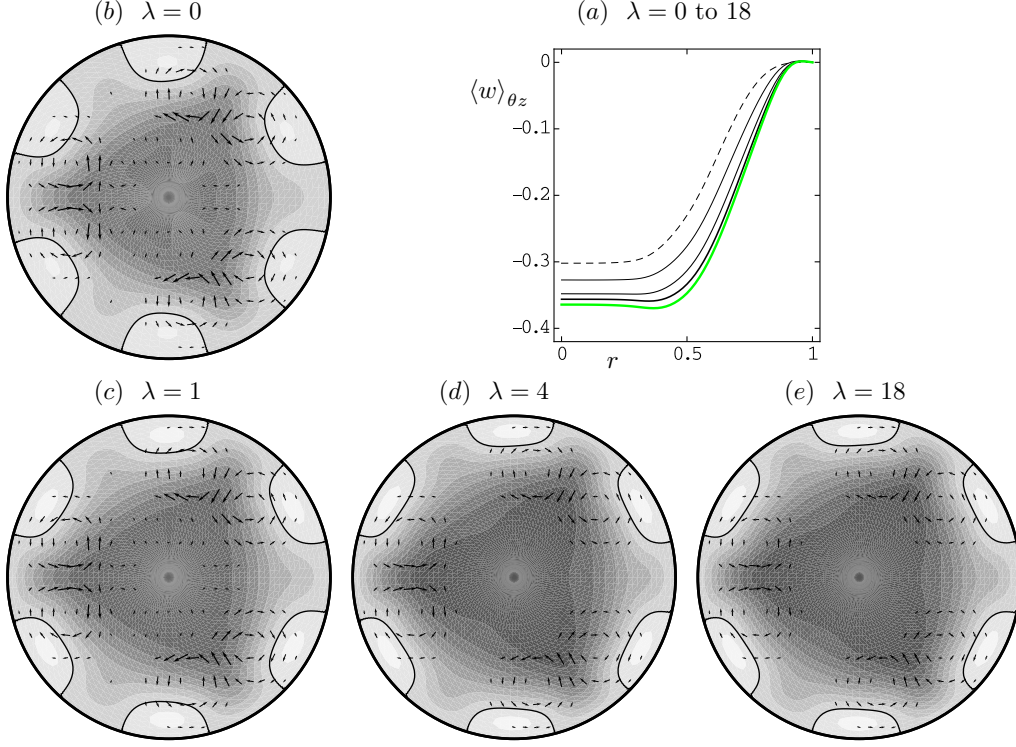 (b) λ = 0
(a) λ = 0 to 18
⟨w⟩θz
0
−0.1
−0.2
−0.3
−0.4
0 r 0.5 1
(c) λ = 1
(d) λ = 4
(e) λ = 18